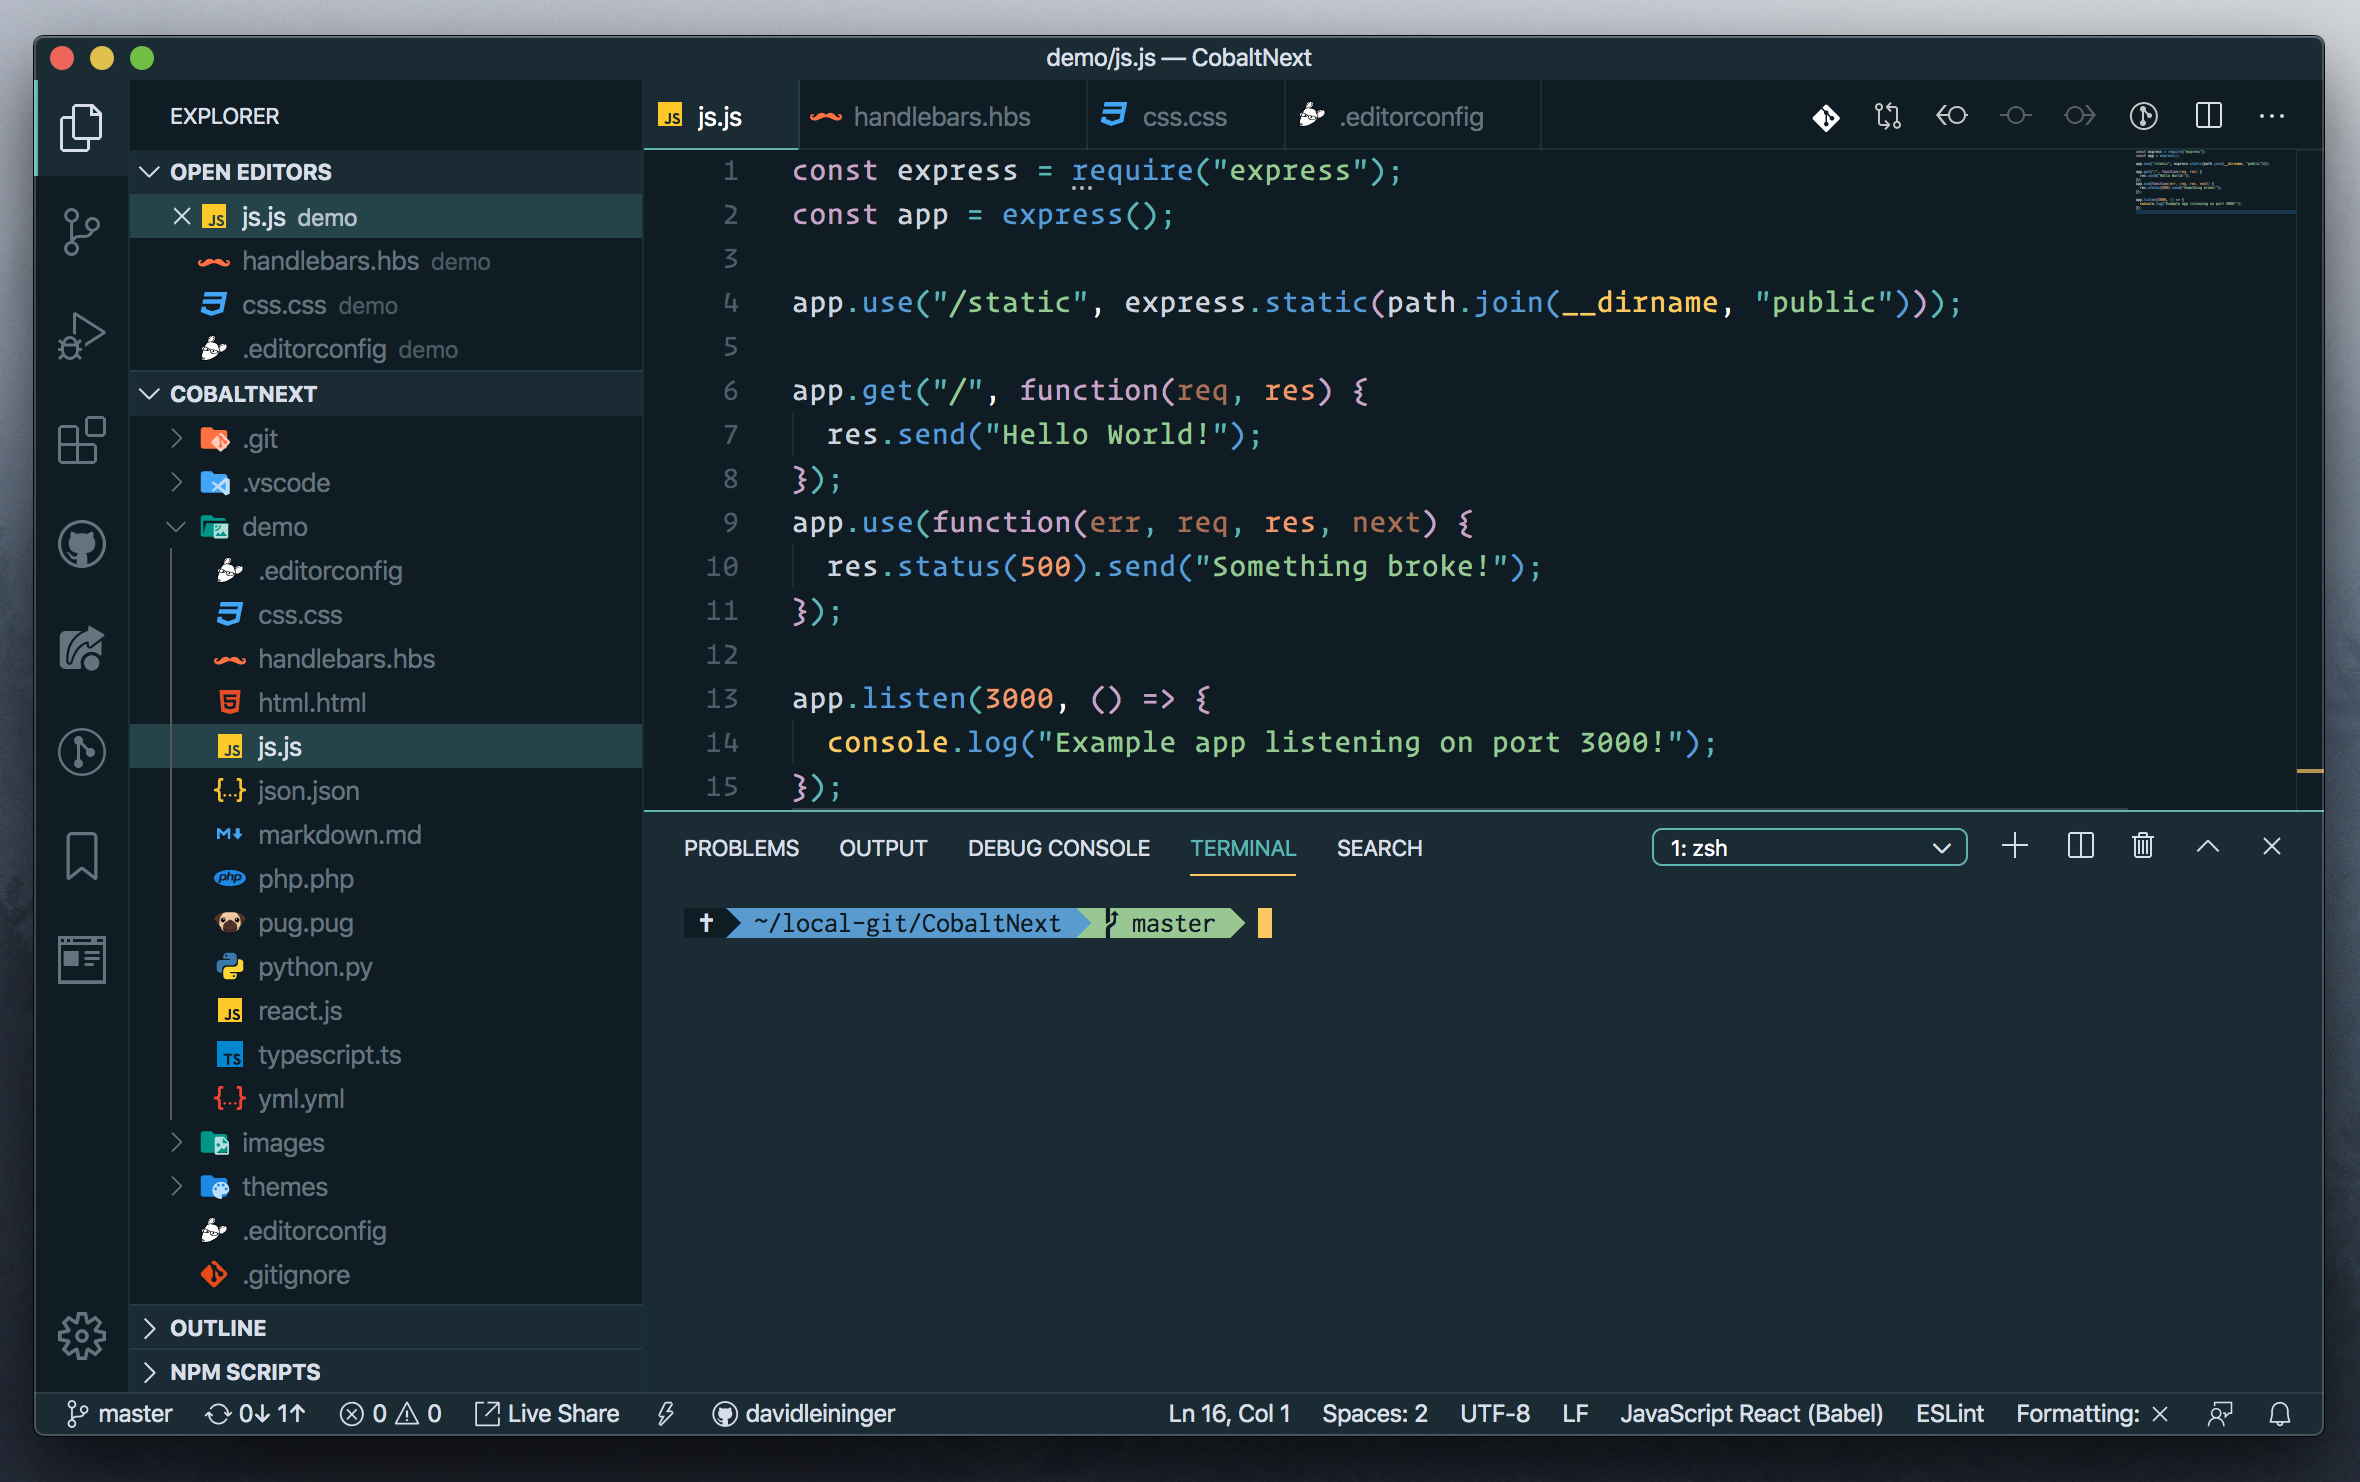 demo/js.js — CobaltNext
EXPLORER
OPEN EDITORS
js.js demo
handlebars.hbs demo
css.css demo
.editorconfig demo
COBALTNEXT
.git
.vscode
demo
.editorconfig
css.css
handlebars.hbs
html.html
js.js
json.json
markdown.md
php.php
pug.pug
python.py
react.js
typescript.ts
yml.yml
images
themes
.editorconfig
.gitignore
OUTLINE
NPM SCRIPTS
js.js handlebars.hbs css.css .editorconfig
1 const express = require("express");
2 const app = express();
3
4 app.use("/static", express.static(path.join(__dirname, "public")));
5
6 app.get("/", function(req, res) {
7 res.send("Hello World!");
8 });
9 app.use(function(err, req, res, next) {
10 res.status(500).send("Something broke!");
11 });
12
13 app.listen(3000, () => {
14 console.log("Example app listening on port 3000!");
15 });
PROBLEMS OUTPUT DEBUG CONSOLE TERMINAL SEARCH 1: zsh
~/local-git/CobaltNext master
master 0↓ 1↑ 0 0 Live Share davidleininger Ln 16, Col 1 Spaces: 2 UTF-8 LF JavaScript React (Babel) ESLint Formatting: ×